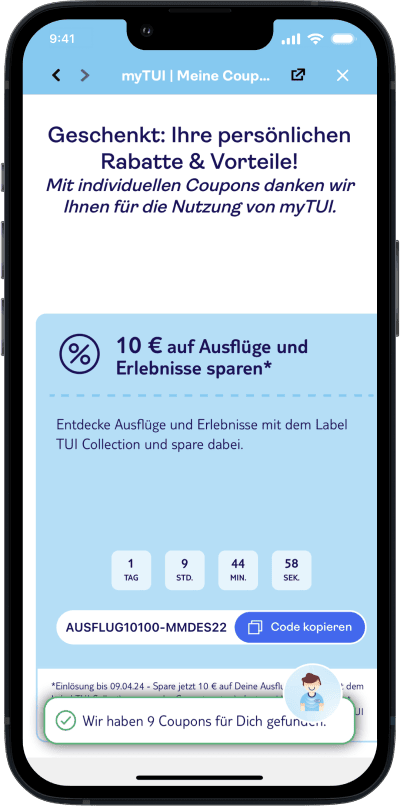 9:41
myTUI | Meine Coup...
Geschenkt: Ihre persönlichen
Rabatte & Vorteile!
Mit individuellen Coupons danken wir
Ihnen für die Nutzung von myTUI.
10 € auf Ausflüge und
Erlebnisse sparen*
Entdecke Ausflüge und Erlebnisse mit dem Label
TUI Collection und spare dabei.
1 9 44 58
TAG STD. MIN. SEK.
AUSFLUG10100-MMDES22 Code kopieren
*Einlösung bis 09.04.24 - Spare jetzt 10 € auf Deine Ausflü t dem
Wir haben 9 Coupons für Dich gefunden.